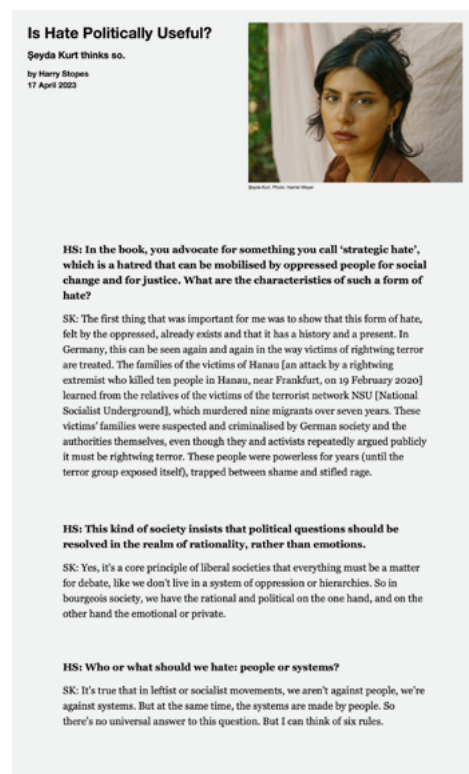 Is Hate Politically Useful?
Şeyda Kurt thinks so.
by Harry Stopes
17 April 2023
Şeyda Kurt. Photo: Harriet Meyer
HS: In the book, you advocate for something you call ‘strategic hate’,
which is a hatred that can be mobilised by oppressed people for social
change and for justice. What are the characteristics of such a form of
hate?
SK: The first thing that was important for me was to show that this form of hate,
felt by the oppressed, already exists and that it has a history and a present. In
Germany, this can be seen again and again in the way victims of rightwing terror
are treated. The families of the victims of Hanau [an attack by a rightwing
extremist who killed ten people in Hanau, near Frankfurt, on 19 February 2020]
learned from the relatives of the victims of the terrorist network NSU [National
Socialist Underground], which murdered nine migrants over seven years. These
victims’ families were suspected and criminalised by German society and the
authorities themselves, even though they and activists repeatedly argued publicly
it must be rightwing terror. These people were powerless for years (until the
terror group exposed itself), trapped between shame and stifled rage.
HS: This kind of society insists that political questions should be
resolved in the realm of rationality, rather than emotions.
SK: Yes, it’s a core principle of liberal societies that everything must be a matter
for debate, like we don’t live in a system of oppression or hierarchies. So in
bourgeois society, we have the rational and political on the one hand, and on the
other hand the emotional or private.
HS: Who or what should we hate: people or systems?
SK: It’s true that in leftist or socialist movements, we aren’t against people, we’re
against systems. But at the same time, the systems are made by people. So
there’s no universal answer to this question. But I can think of six rules.